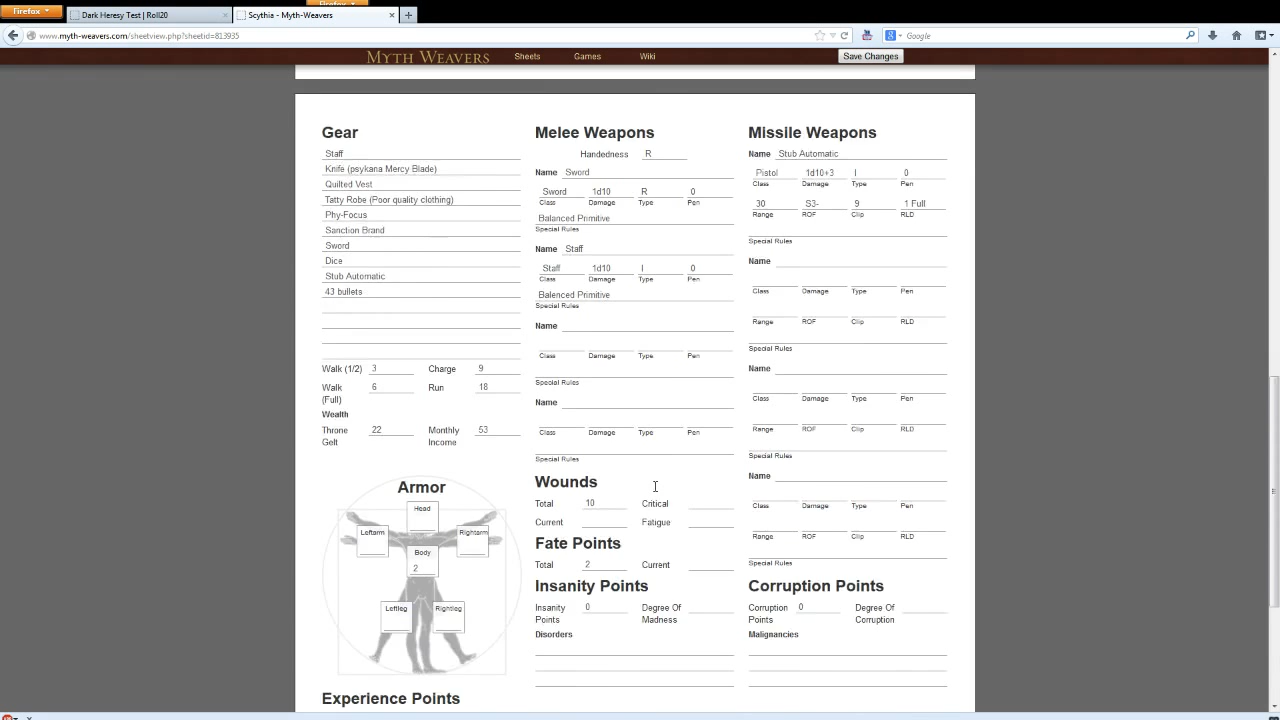 Firefox
Dark Heresy Test | Roll20
Scythia - Myth-Weavers
www.myth-weavers.com/sheetview.php?sheetid=813935
Google
MYTH WEAVERS Sheets Games Wiki Save Changes
Gear
Staff
Knife (psykana Mercy Blade)
Quilted Vest
Tatty Robe (Poor quality clothing)
Phy-Focus
Sanction Brand
Sword
Dice
Stub Automatic
43 bullets
Walk (1/2) 3 Charge 9
Walk (Full) 6 Run 18
Wealth
Throne Gelt 22 Monthly Income 53
Armor
Head
Leftarm Rightarm
Body
2
Leftleg Rightleg
Experience Points
Melee Weapons
Handedness R
Name Sword
Sword 1d10 R 0
Class Damage Type Pen
Balanced Primitive
Special Rules
Name Staff
Staff 1d10 I 0
Class Damage Type Pen
Balenced Primitive
Special Rules
Name
Class Damage Type Pen
Special Rules
Name
Class Damage Type Pen
Special Rules
Wounds
Total 10 Critical
Current Fatigue
Fate Points
Total 2 Current
Insanity Points
Insanity Points 0 Degree Of Madness
Disorders
Missile Weapons
Name Stub Automatic
Pistol 1d10+3 I 0
Class Damage Type Pen
30 S3- 9 1 Full
Range ROF Clip RLD
Special Rules
Name
Class Damage Type Pen
Range ROF Clip RLD
Special Rules
Name
Class Damage Type Pen
Range ROF Clip RLD
Special Rules
Name
Class Damage Type Pen
Range ROF Clip RLD
Special Rules
Corruption Points
Corruption Points 0 Degree Of Corruption
Malignancies